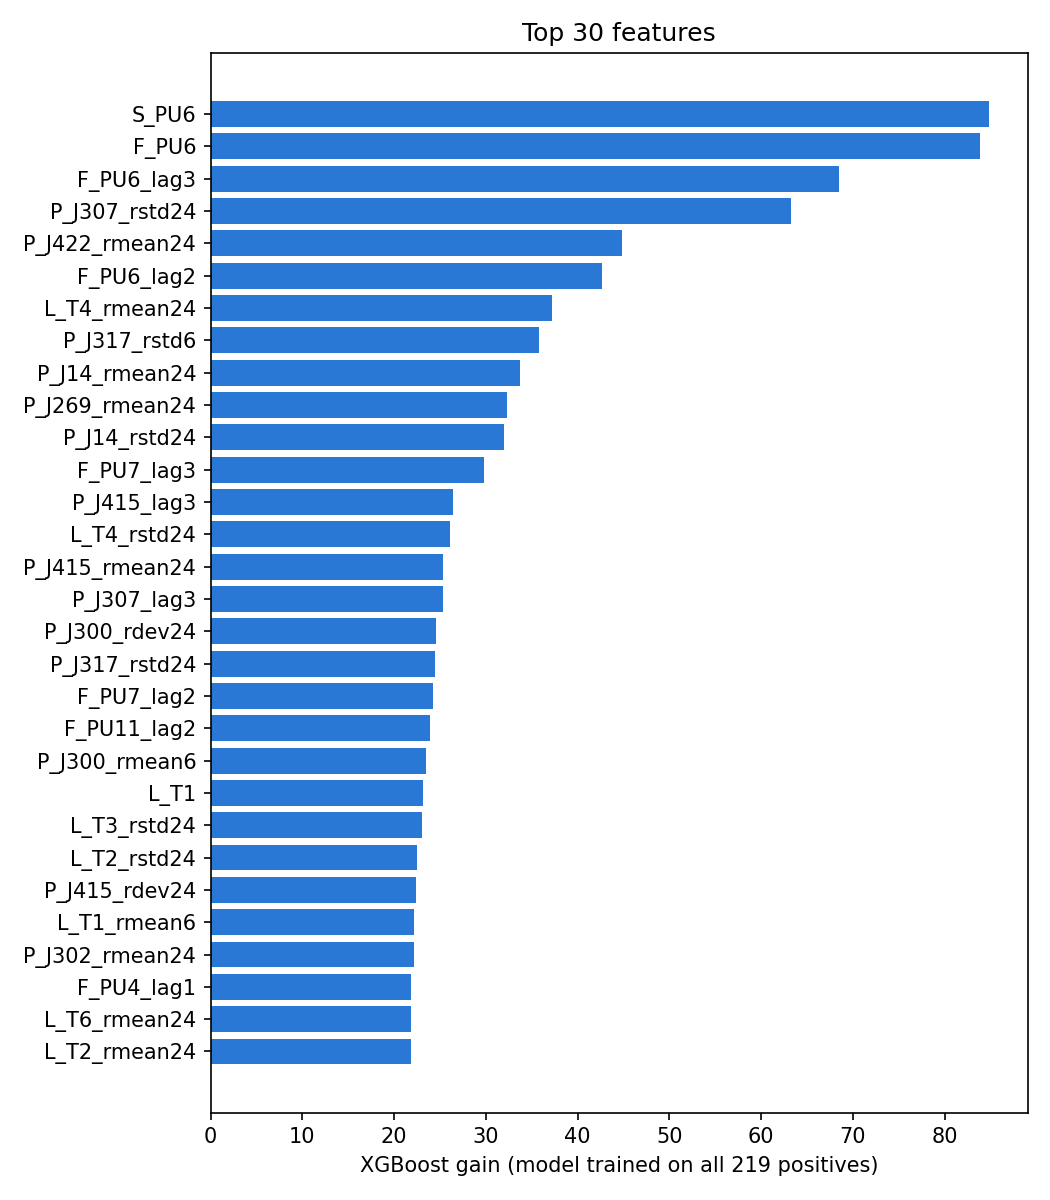 Top 30 features
S_PU6
F_PU6
F_PU6_lag3
P_J307_rstd24
P_J422_rmean24
F_PU6_lag2
L_T4_rmean24
P_J317_rstd6
P_J14_rmean24
P_J269_rmean24
P_J14_rstd24
F_PU7_lag3
P_J415_lag3
L_T4_rstd24
P_J415_rmean24
P_J307_lag3
P_J300_rdev24
P_J317_rstd24
F_PU7_lag2
F_PU11_lag2
P_J300_rmean6
L_T1
L_T3_rstd24
L_T2_rstd24
P_J415_rdev24
L_T1_rmean6
P_J302_rmean24
F_PU4_lag1
L_T6_rmean24
L_T2_rmean24
0 10 20 30 40 50 60 70 80
XGBoost gain (model trained on all 219 positives)